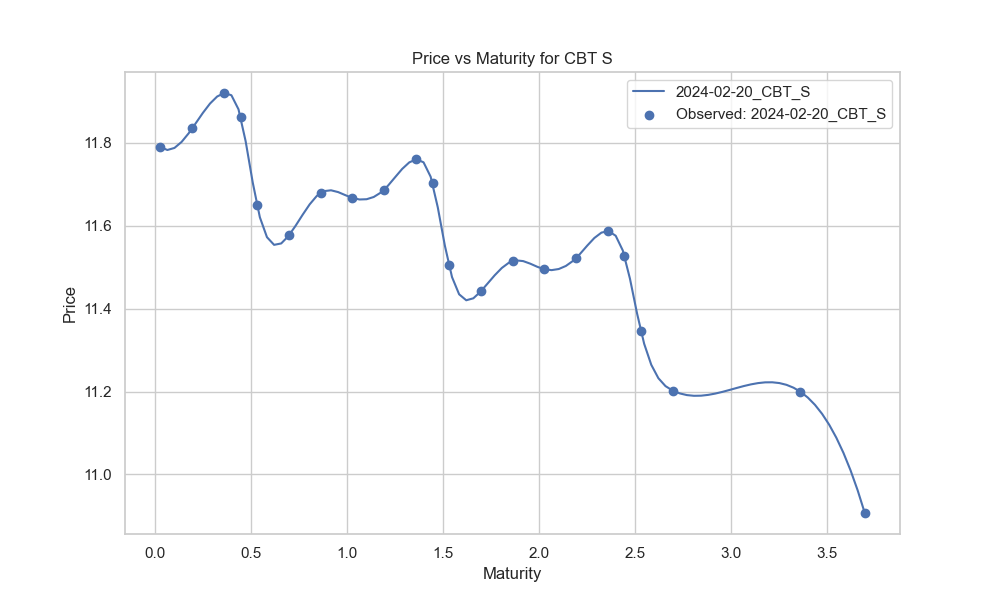 Price vs Maturity for CBT S
2024-02-20_CBT_S
Observed: 2024-02-20_CBT_S
Price
11.8
11.6
11.4
11.2
11.0
0.0 0.5 1.0 1.5 2.0 2.5 3.0 3.5
Maturity